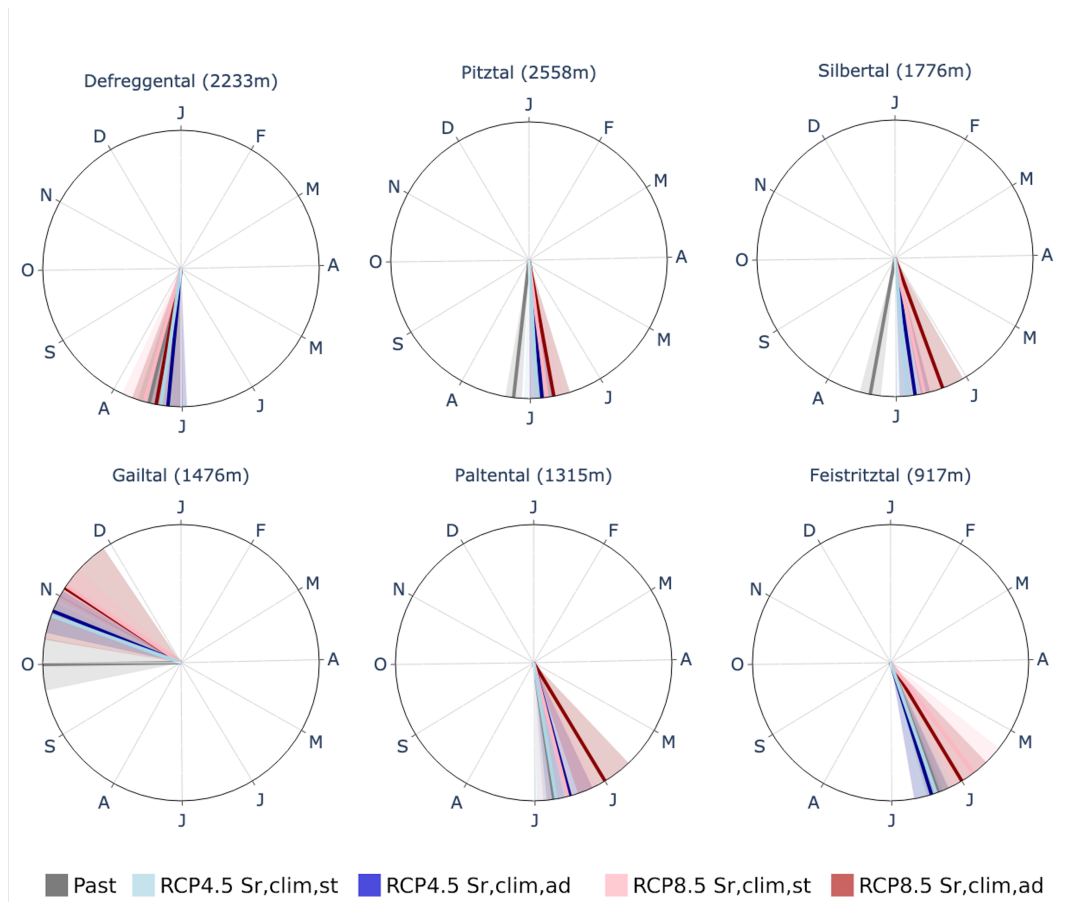 Defreggental (2233m)
Pitztal (2558m)
Silbertal (1776m)
J
F
M
A
M
J
J
A
S
O
N
D
J
F
M
A
M
J
J
A
S
O
N
D
J
F
M
A
M
J
J
A
S
O
N
D
Gailtal (1476m)
Paltental (1315m)
Feistritztal (917m)
J
F
M
A
M
J
J
A
S
O
N
D
J
F
M
A
M
J
J
A
S
O
N
D
J
F
M
A
M
J
J
A
S
O
N
D
Past
RCP4.5 Sr,clim,st
RCP4.5 Sr,clim,ad
RCP8.5 Sr,clim,st
RCP8.5 Sr,clim,ad